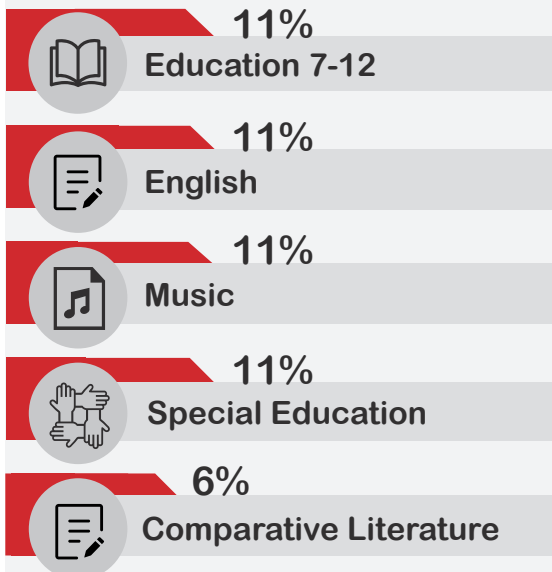 11%
Education 7-12
11%
English
11%
Music
11%
Special Education
6%
Comparative Literature